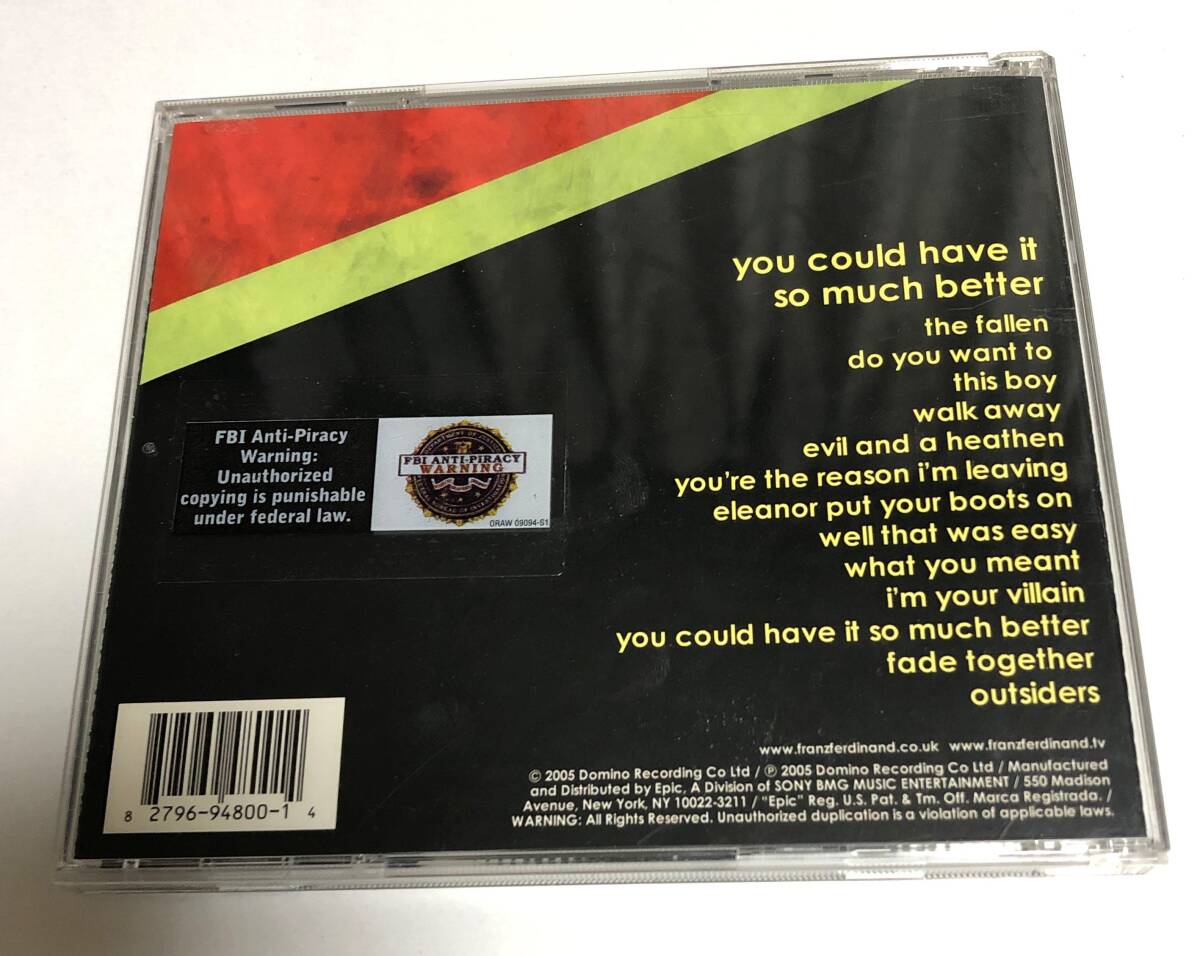 you could have it
so much better
the fallen
do you want to
this boy
walk away
evil and a heathen
you're the reason i'm leaving
eleanor put your boots on
well that was easy
what you meant
i'm your villain
you could have it so much better
fade together
outsiders
FBI Anti-Piracy
Warning:
Unauthorized
copying is punishable
under federal law.
FBI ANTI-PIRACY
WARNING
0RAW 09094-S1
8 2796-94800-1 4
www.franzferdinand.co.uk www.franzferdinand.tv
© 2005 Domino Recording Co Ltd / ℗ 2005 Domino Recording Co Ltd / Manufactured
and Distributed by Epic, A Division of SONY BMG MUSIC ENTERTAINMENT / 550 Madison
Avenue, New York, NY 10022-3211 / "Epic" Reg. U.S. Pat. & Tm. Off. Marca Registrada. /
WARNING: All Rights Reserved. Unauthorized duplication is a violation of applicable laws.